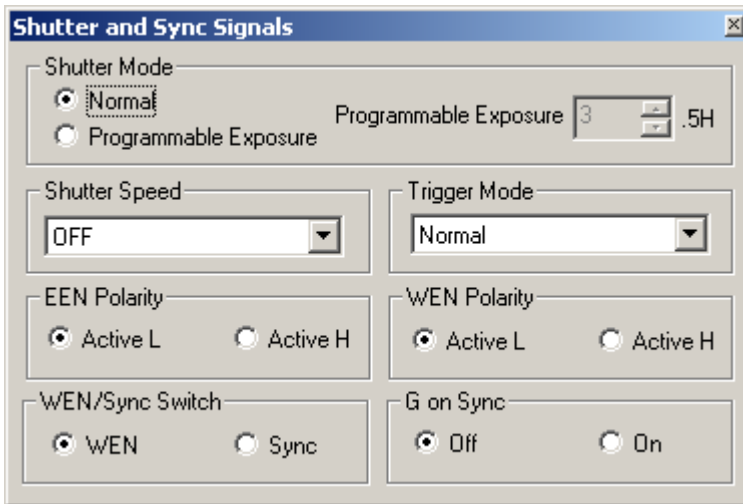 Shutter and Sync Signals
Shutter Mode
Normal
Programmable Exposure
Programmable Exposure 3 .5H
Shutter Speed
OFF
Trigger Mode
Normal
EEN Polarity
Active L Active H
WEN Polarity
Active L Active H
WEN/Sync Switch
WEN Sync
G on Sync
Off On